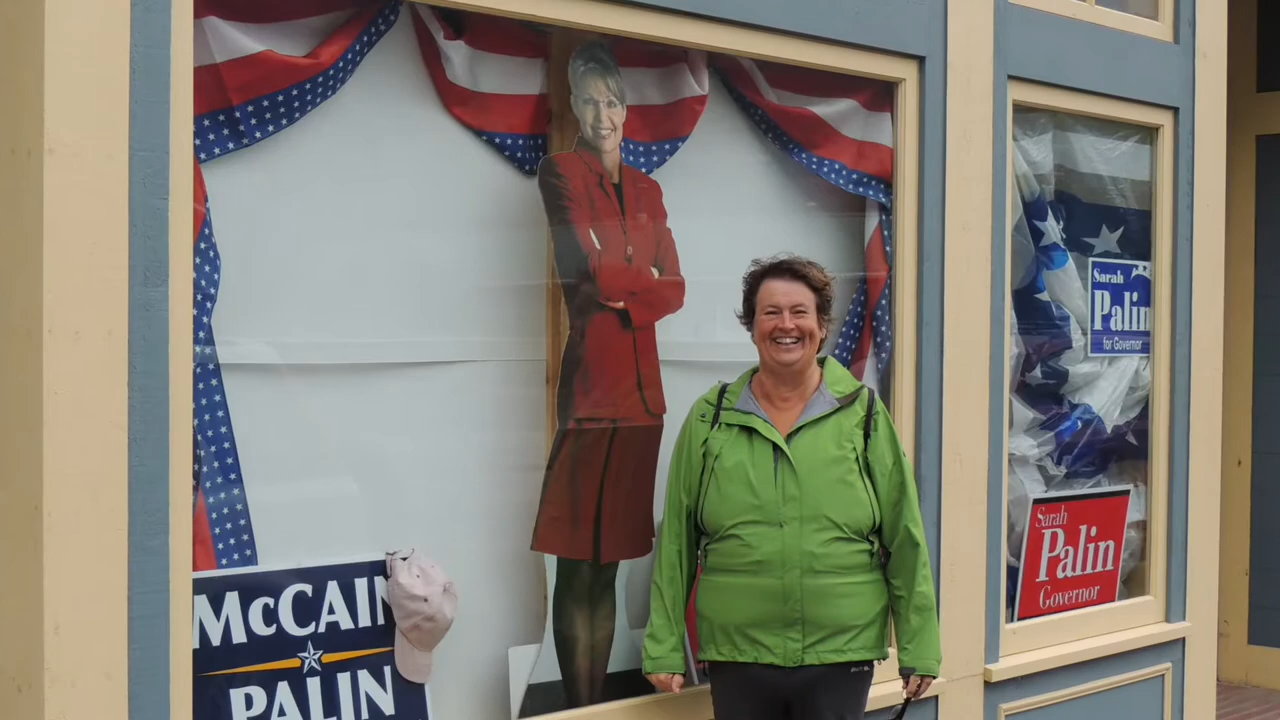 McCAIN
PALIN
Sarah
Palin
for Governor
Sarah
Palin
Governor